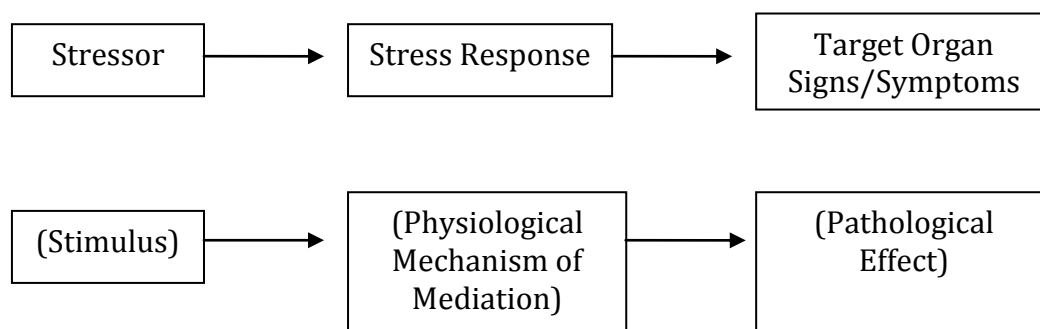 Stressor
Stress Response
Target Organ
Signs/Symptoms
(Stimulus)
(Physiological
Mechanism of
Mediation)
(Pathological
Effect)